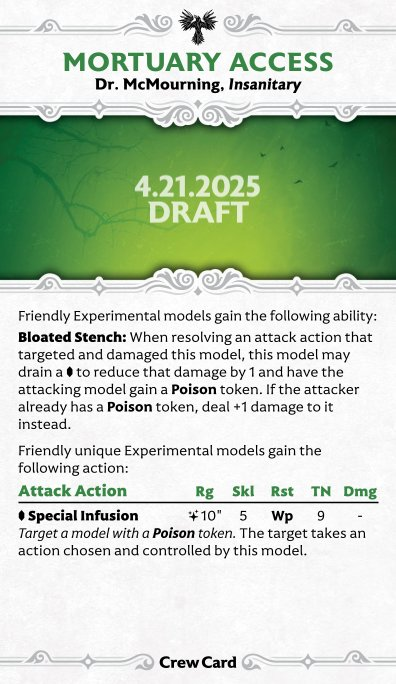 MORTUARY ACCESS
Dr. McMourning, Insanitary
4.21.2025
DRAFT
Friendly Experimental models gain the following ability:
Bloated Stench: When resolving an attack action that
targeted and damaged this model, this model may
drain a ⬮ to reduce that damage by 1 and have the
attacking model gain a Poison token. If the attacker
already has a Poison token, deal +1 damage to it
instead.
Friendly unique Experimental models gain the
following action:
Attack Action Rg Skl Rst TN Dmg
⬮ Special Infusion 10" 5 Wp 9 -
Target a model with a Poison token. The target takes an
action chosen and controlled by this model.
Crew Card